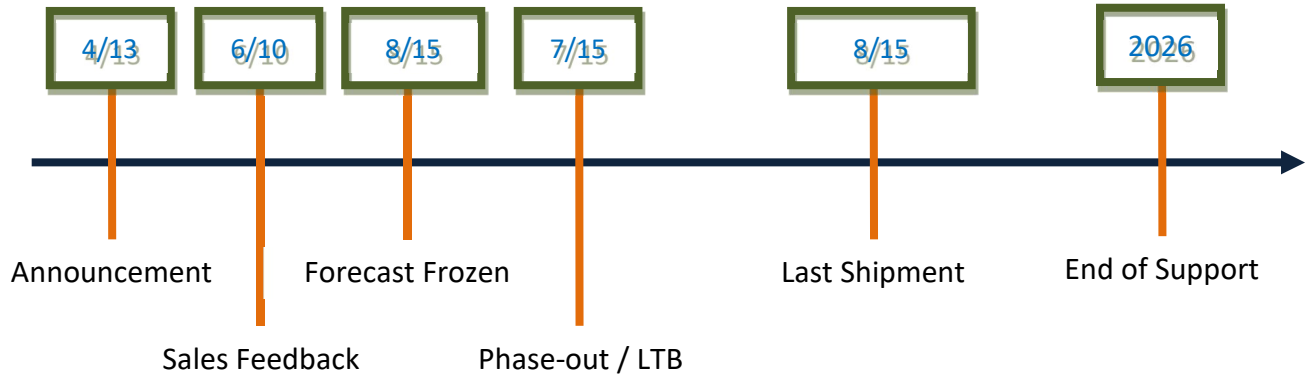 4/13
6/10
8/15
7/15
8/15
2026
Announcement
Forecast Frozen
Last Shipment
End of Support
Sales Feedback
Phase-out / LTB